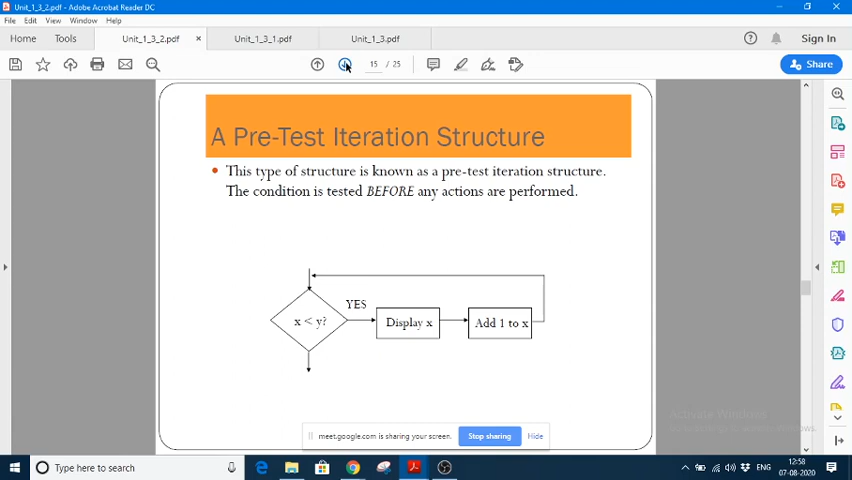 Unit_1_3_2.pdf - Adobe Acrobat Reader DC
File Edit View Window Help
Home Tools Unit_1_3_2.pdf × Unit_1_3_1.pdf Unit_1_3.pdf Sign In
15 / 25 Share
A Pre-Test Iteration Structure
• This type of structure is known as a pre-test iteration structure.
The condition is tested BEFORE any actions are performed.
YES
x < y? Display x Add 1 to x
Activate Windows
meet.google.com is sharing your screen. Stop sharing Hide
Type here to search ENG 12:58
07-08-2020